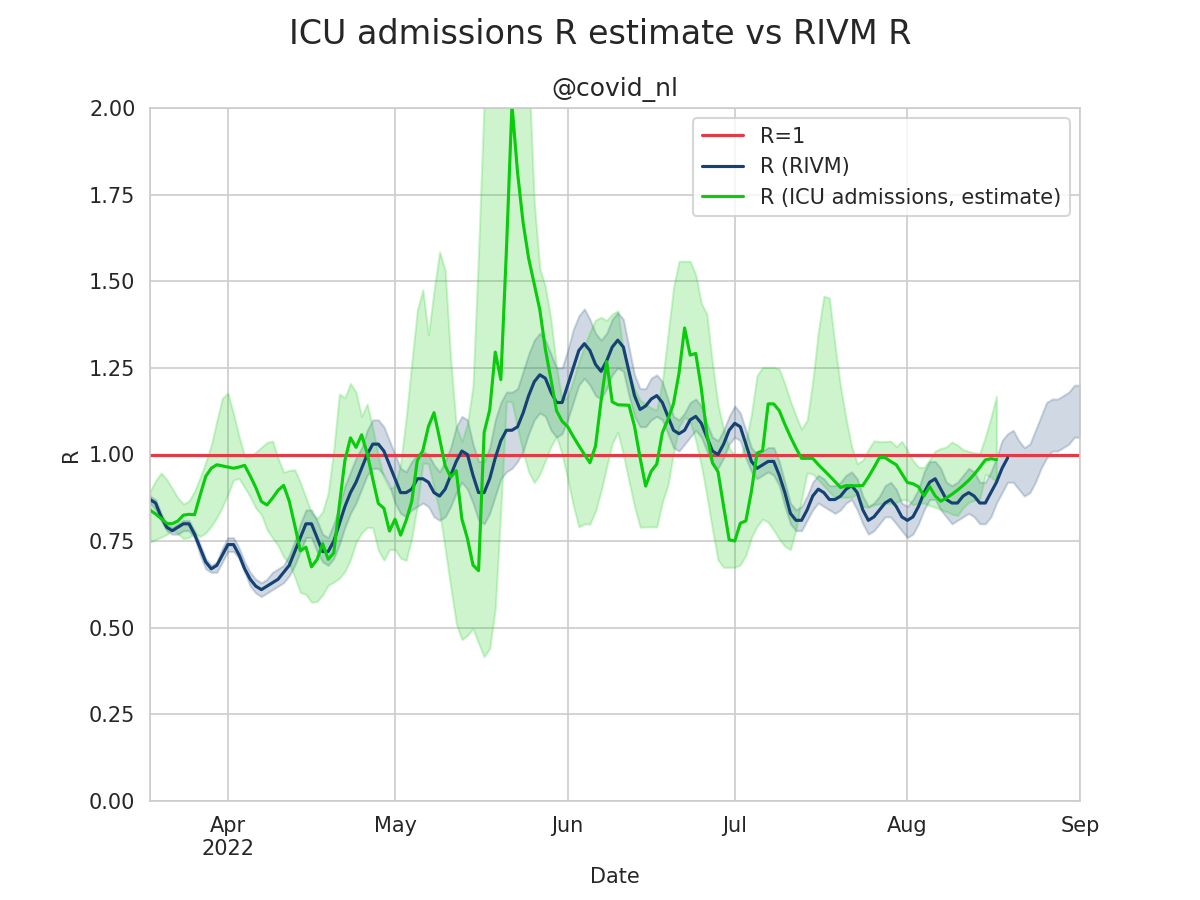 ICU admissions R estimate vs RIVM R
@covid_nl
R=1
R (RIVM)
R (ICU admissions, estimate)
2.00
1.75
1.50
1.25
1.00
0.75
0.50
0.25
0.00
R
Apr
2022
May
Jun
Jul
Aug
Sep
Date